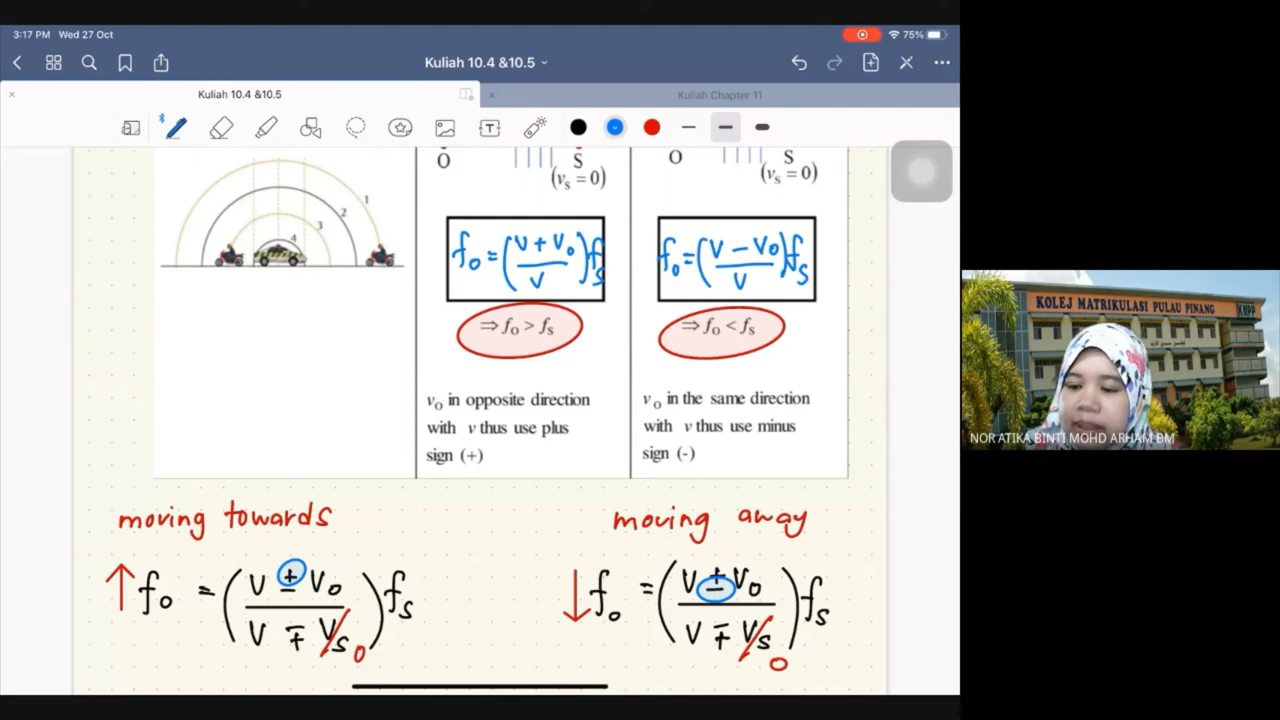 3:17 PM Wed 27 Oct
75%
Kuliah 10.4 &10.5
Kuliah 10.4 &10.5
Kuliah Chapter 11
1
2
3
4
O
S
(vs = 0)
O
S
(vs = 0)
fo = (V + Vo / V) fs
fo = (V − Vo / V) fs
⇒ fo > fs
⇒ fo < fs
vo in opposite direction
with v thus use plus
sign (+)
vo in the same direction
with v thus use minus
sign (-)
moving towards
moving away
↑ fo = (V ± Vo / V ∓ Vs) fs
0
↓ fo = (V ± Vo / V ∓ Vs) fs
0
KOLEJ MATRIKULASI PULAU PINANG
KMPP
NOR ATIKA BINTI MOHD ARHAM BM